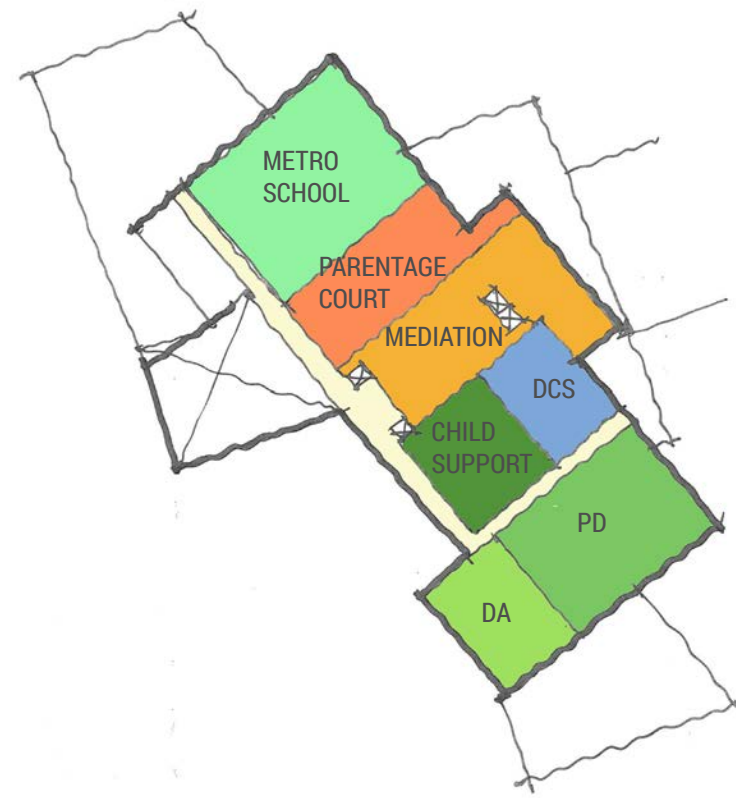 METRO
SCHOOL
PARENTAGE
COURT
MEDIATION
DCS
CHILD
SUPPORT
PD
DA